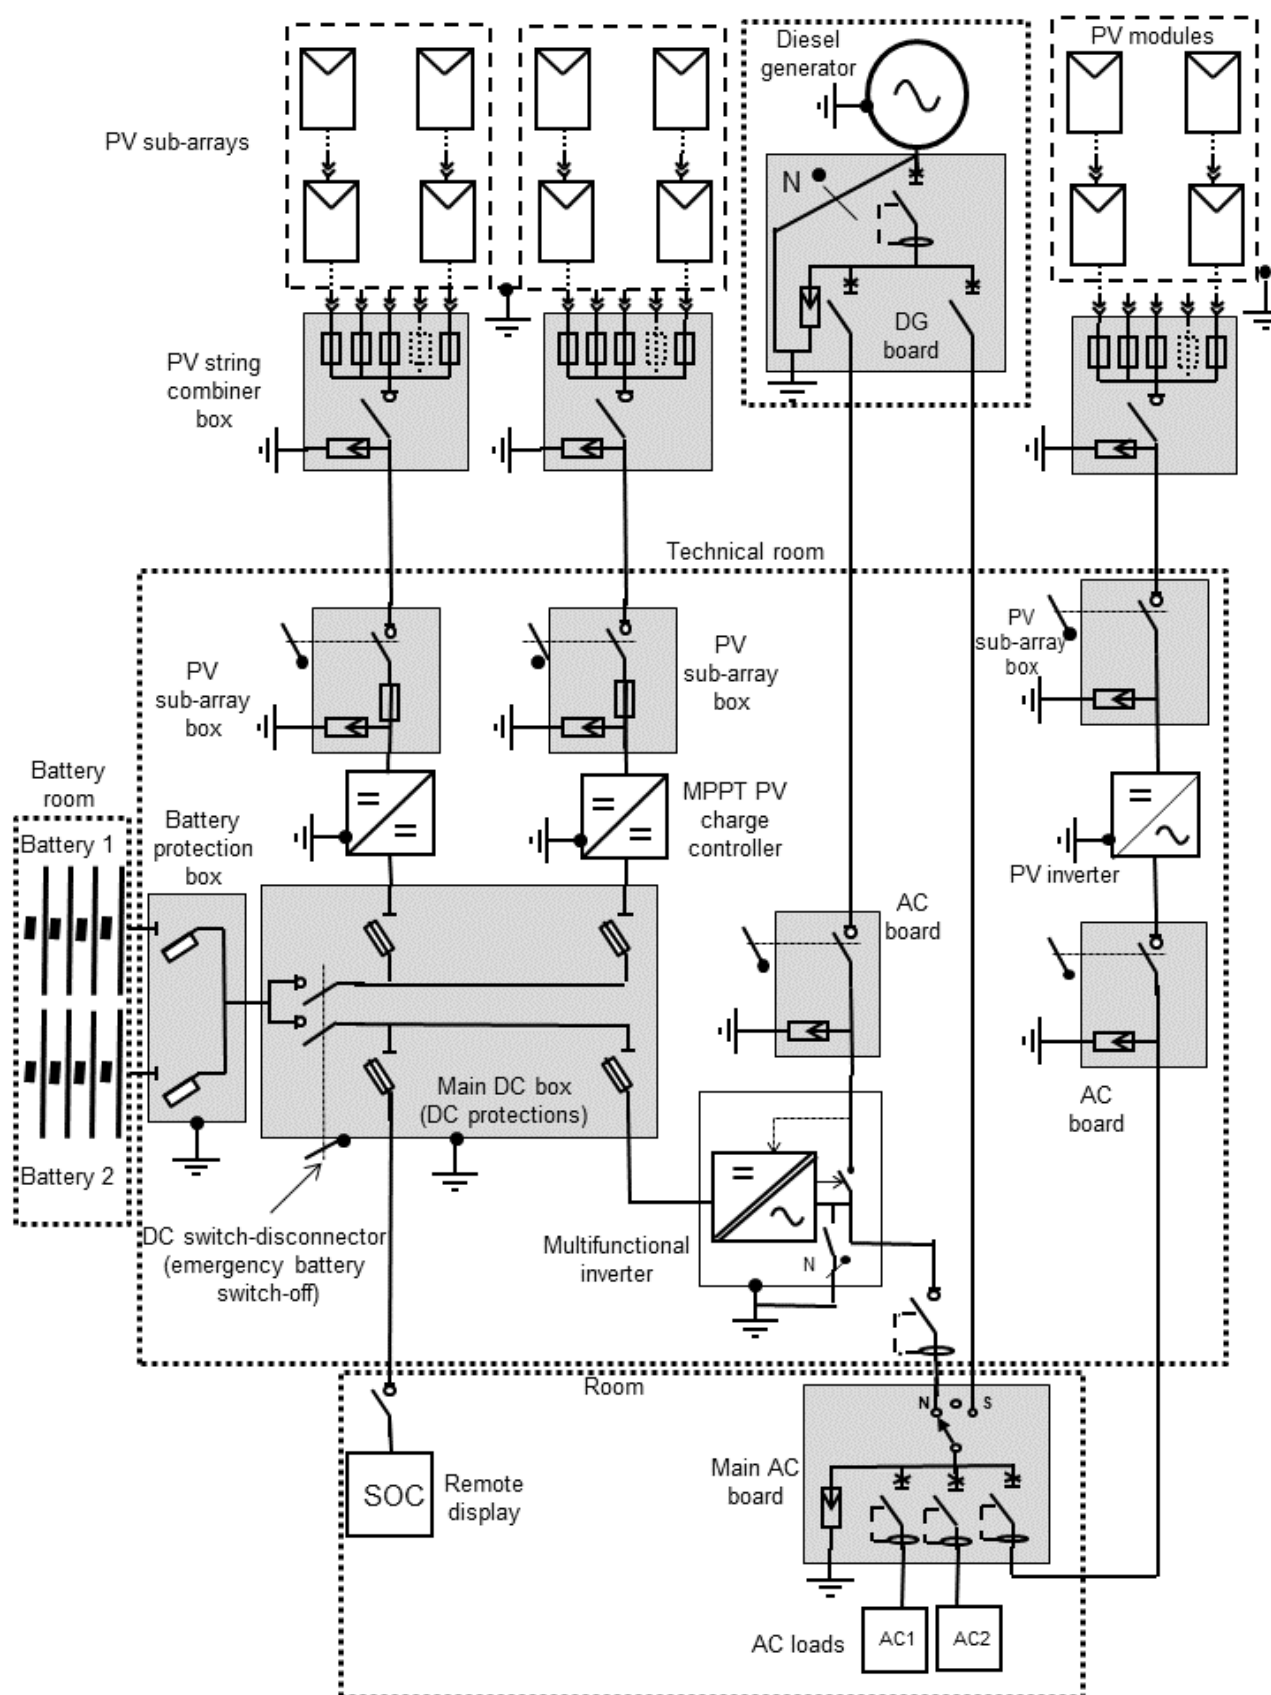 Diesel
generator
PV modules
PV sub-arrays
N
DG
board
PV string
combiner
box
Technical room
PV
sub-array
box
PV
sub-array
box
PV
sub-array
box
Battery
room
Battery 1
Battery
protection
box
MPPT PV
charge
controller
PV inverter
AC
board
Main DC box
(DC protections)
AC
board
Battery 2
DC switch-disconnector
(emergency battery
switch-off)
Multifunctional
inverter
N
Room
N
S
Main AC
board
SOC
Remote
display
AC loads
AC1
AC2